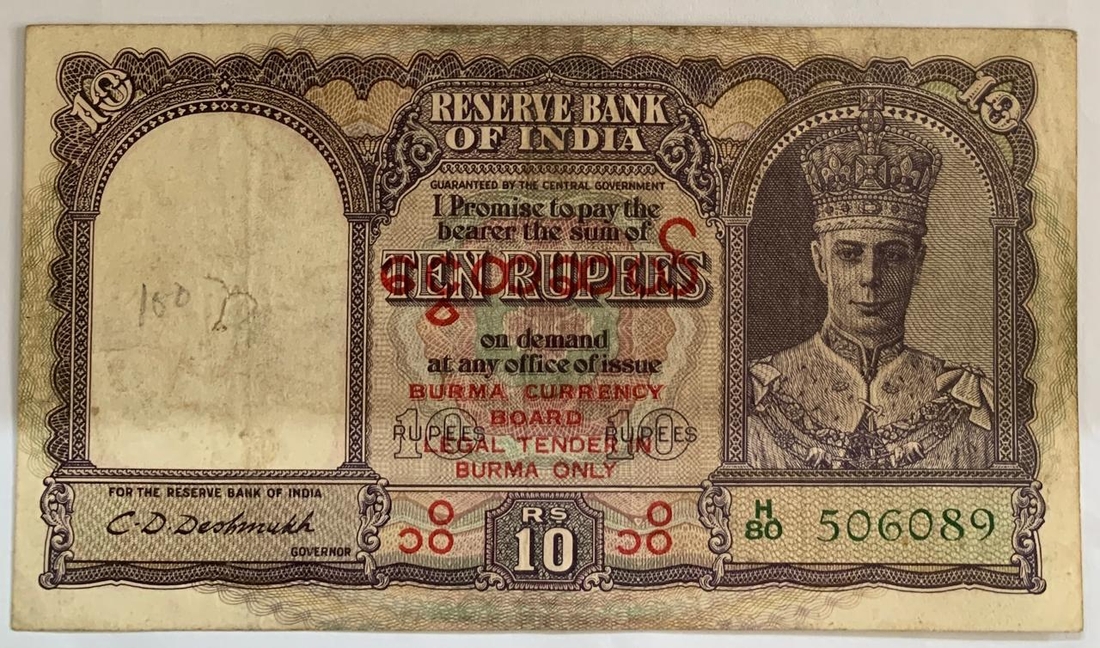 10
10
RESERVE BANK
OF INDIA
GUARANTEED BY THE CENTRAL GOVERNMENT
I Promise to pay the
bearer the sum of
TEN RUPEES
on demand
at any office of issue
BURMA CURRENCY
BOARD
10 RUPEES
10 RUPEES
LEGAL TENDER IN
BURMA ONLY
FOR THE RESERVE BANK OF INDIA
C. D. Deshmukh
GOVERNOR
RS
10
H/80 506089